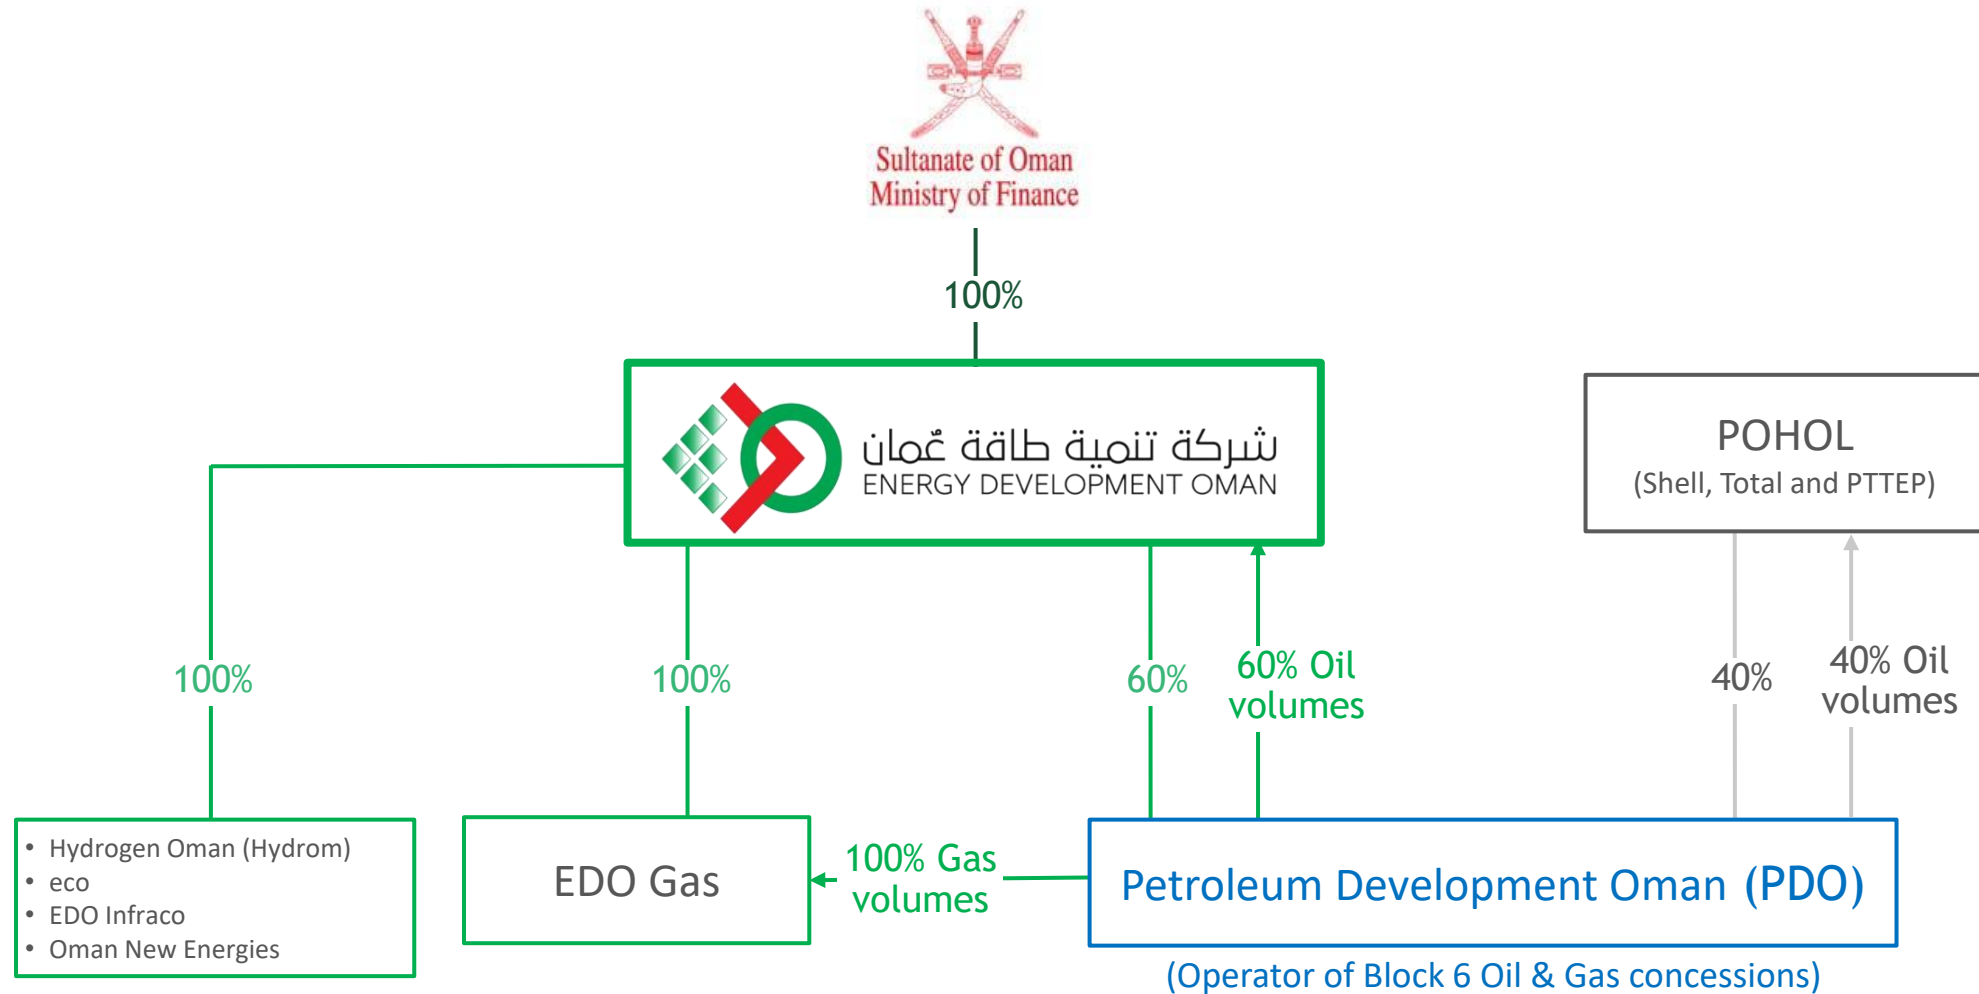 Sultanate of Oman
Ministry of Finance
100%
شركة تنمية طاقة عُمان
ENERGY DEVELOPMENT OMAN
POHOL
(Shell, Total and PTTEP)
100%
100%
60%
60% Oil
volumes
40%
40% Oil
volumes
• Hydrogen Oman (Hydrom)
• eco
• EDO Infraco
• Oman New Energies
EDO Gas
100% Gas
volumes
Petroleum Development Oman (PDO)
(Operator of Block 6 Oil & Gas concessions)